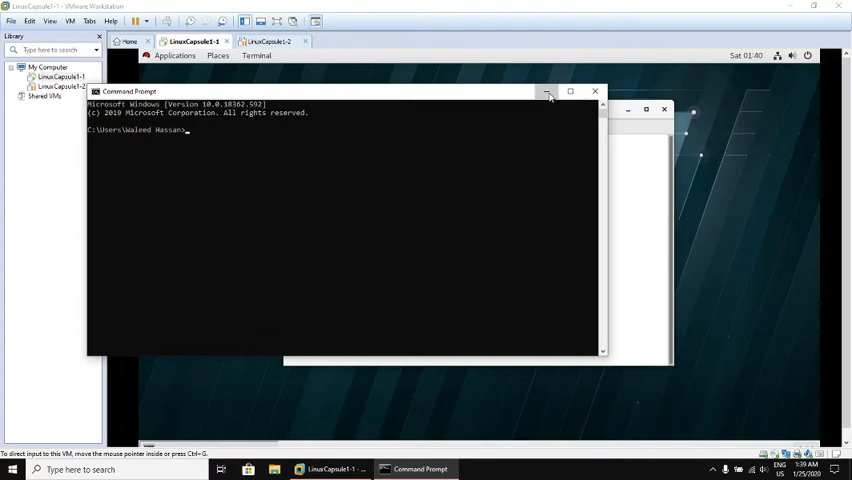 LinuxCapsule1-1 - VMware Workstation
File Edit View VM Tabs Help
Library
Type here to search
My Computer
LinuxCapsule1-1
LinuxCapsule1-2
Shared VMs
Home
LinuxCapsule1-1
LinuxCapsule1-2
Applications Places Terminal
Sat 01:40
Command Prompt
Microsoft Windows [Version 10.0.18362.592]
(c) 2019 Microsoft Corporation. All rights reserved.
C:\Users\Waleed Hassan>
To direct input to this VM, move the mouse pointer inside or press Ctrl+G.
Type here to search
LinuxCapsule1-1 - ...
Command Prompt
ENG
US
1:39 AM
1/25/2020